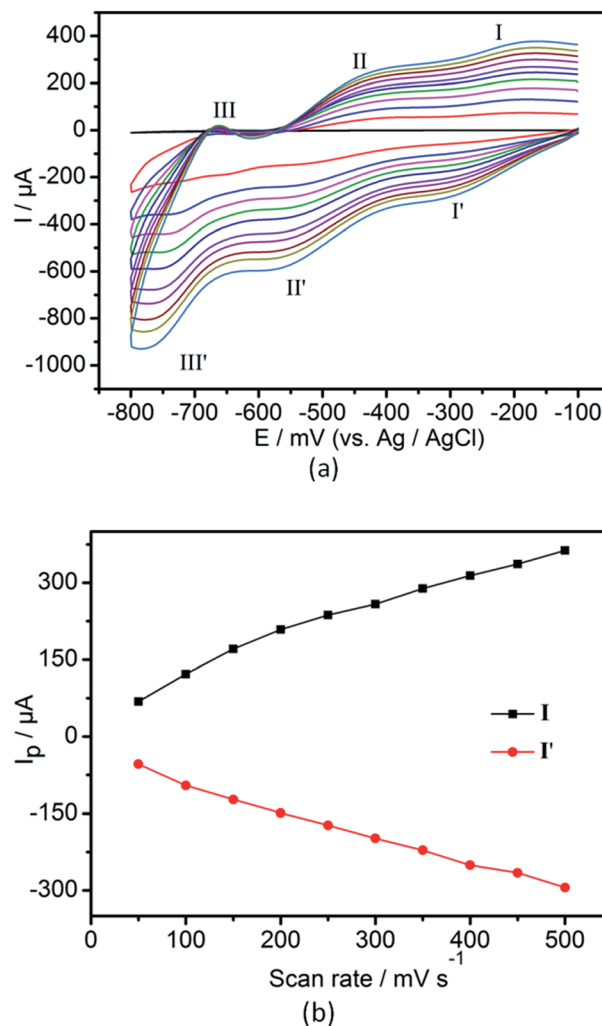 400
200
0
-200
-400
-600
-800
-1000
I / µA
I
II
III
I'
II'
III'
-800 -700 -600 -500 -400 -300 -200 -100
E / mV (vs. Ag / AgCl)
(a)
300
150
0
-150
-300
Ip / µA
I
I'
0 100 200 300 400 500
Scan rate / mV s-1
(b)